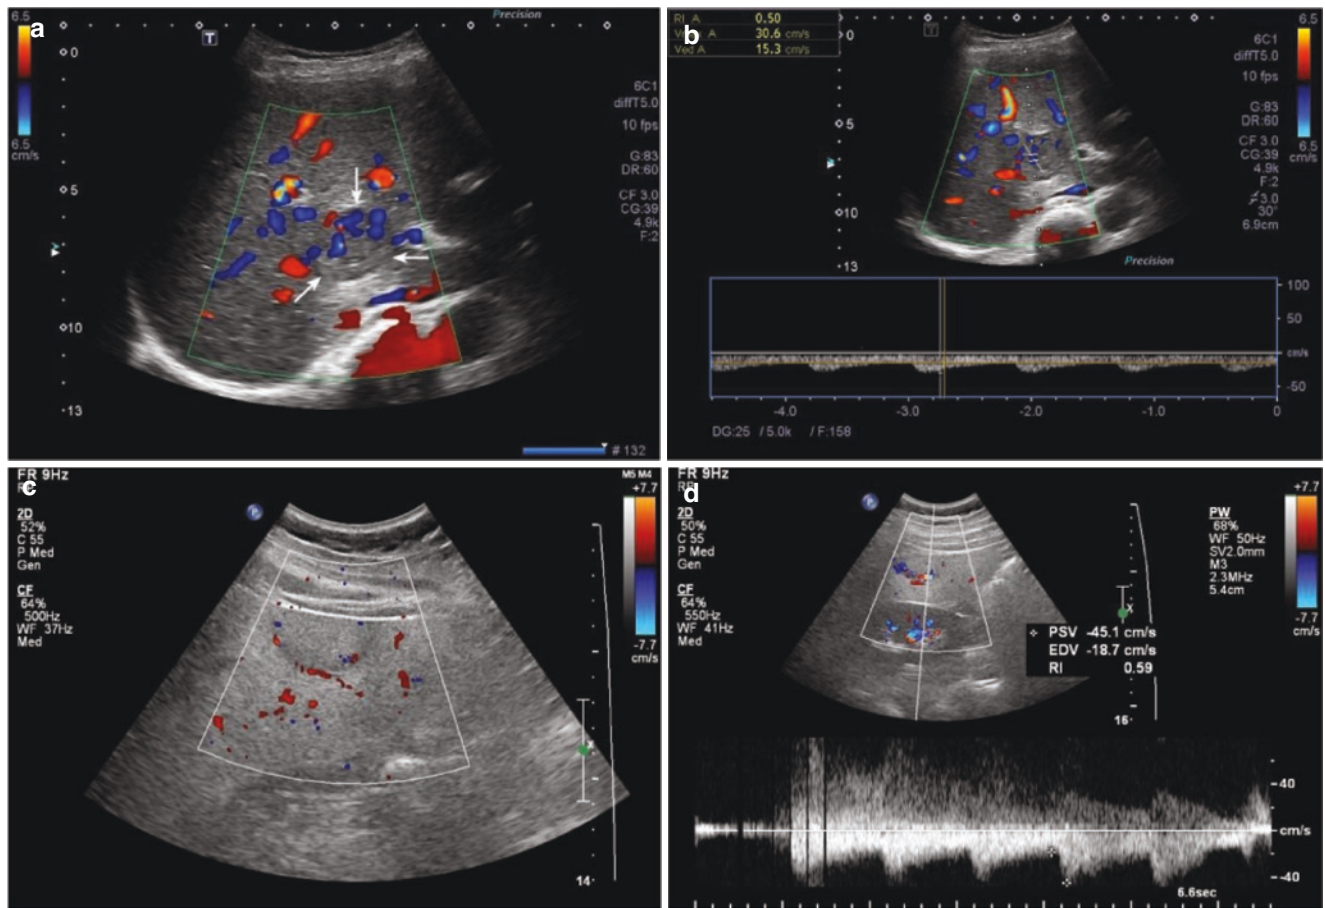 a
Precision
6.5
6.5
cm/s
T
0
5
10
13
6C1
diffT5.0
10 fps
G:83
DR:60
CF 3.0
CG:39
4.9k
F:2
# 132
b
RI A 0.50
A 30.6 cm/s
Ved A 15.3 cm/s
T
0
5
10
13
6.5
6.5
cm/s
6C1
diffT5.0
10 fps
G:83
DR:60
CF 3.0
CG:39
4.9k
F:2
3.0
30°
6.9cm
Precision
100
50
cm/s
-50
-4.0 -3.0 -2.0 -1.0 0
DG:25 /5.0k /F:158
c
FR 9Hz
2D
52%
C 55
P Med
Gen
CF
64%
500Hz
WF 37Hz
Med
P
M5 M4
+7.7
-7.7
cm/s
x
14
d
FR 9Hz
2D
50%
C 55
P Med
Gen
CF
64%
550Hz
WF 41Hz
Med
P
PW
68%
WF 50Hz
SV2.0mm
M3
2.3MHz
5.4cm
+7.7
-7.7
cm/s
x
PSV -45.1 cm/s
EDV -18.7 cm/s
RI 0.59
16
40
cm/s
-40
6.6sec